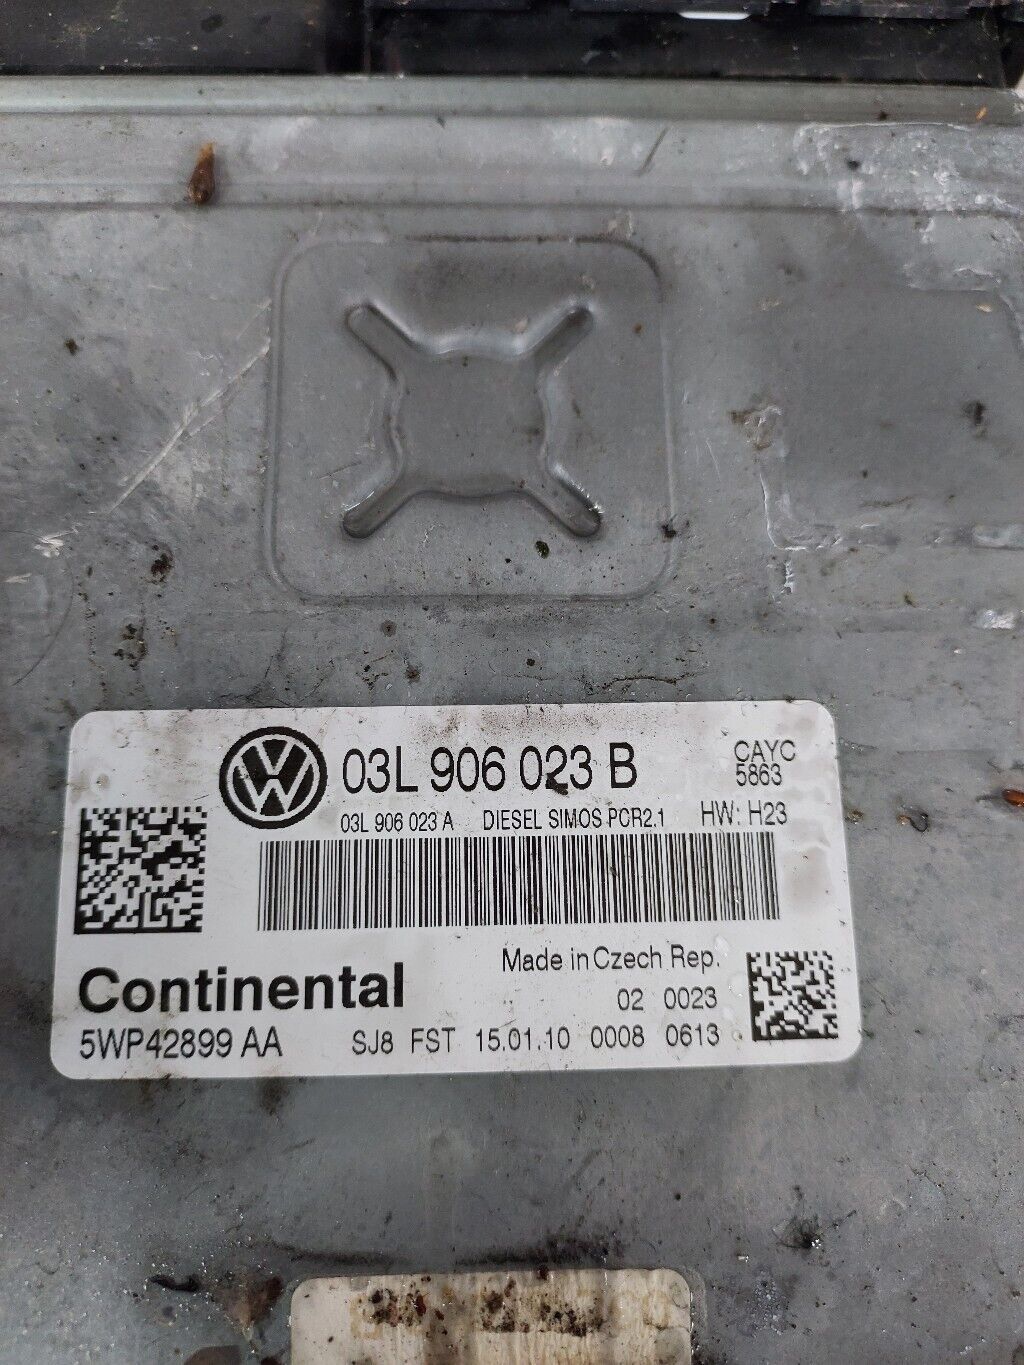 03L 906 023 B
CAYC
5863
03L 906 023 A DIESEL SIMOS PCR2.1 HW: H23
Made in Czech Rep.
Continental
02 0023
5WP42899 AA SJ8 FST 15.01.10 0008 0613